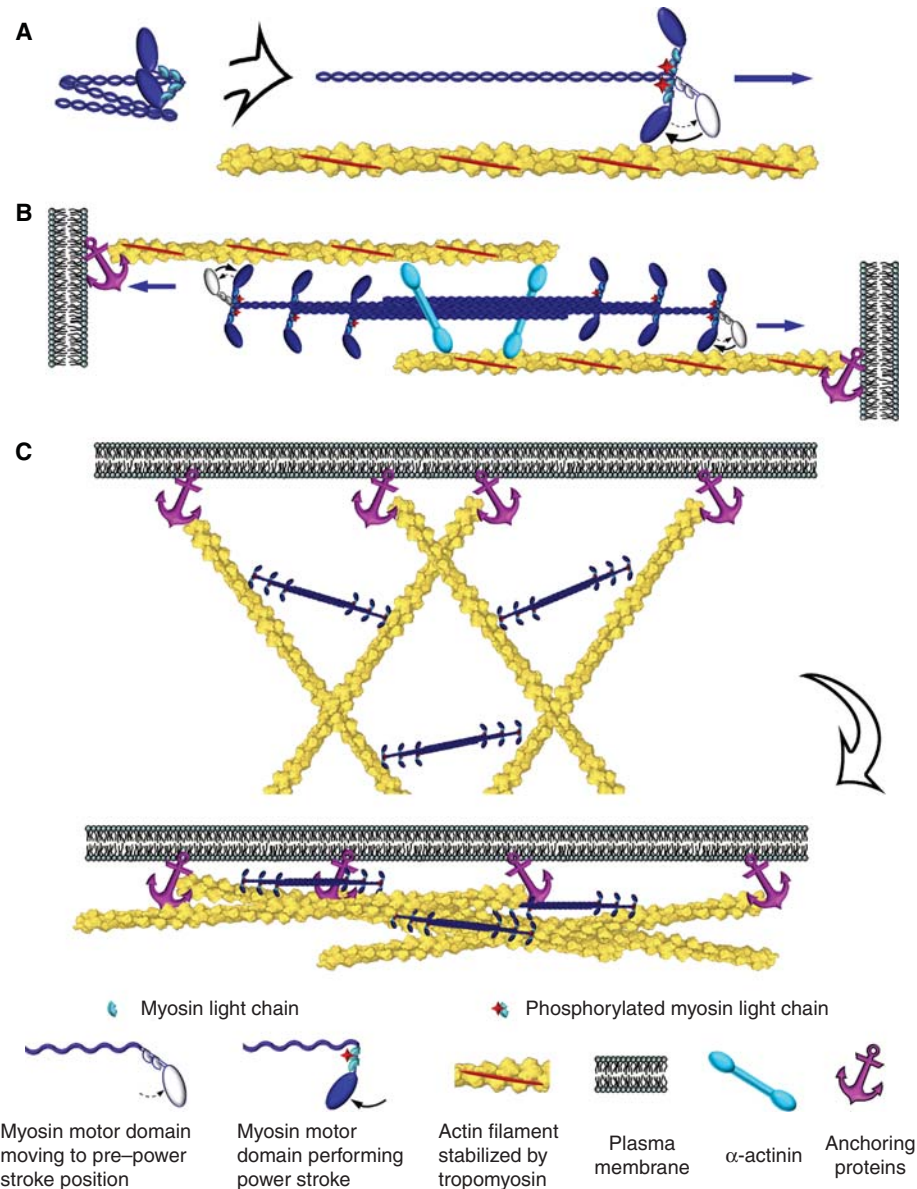 A
B
C
Myosin light chain
Phosphorylated myosin light chain
Myosin motor domain
moving to pre–power
stroke position
Myosin motor
domain performing
power stroke
Actin filament
stabilized by
tropomyosin
Plasma
membrane
α-actinin
Anchoring
proteins